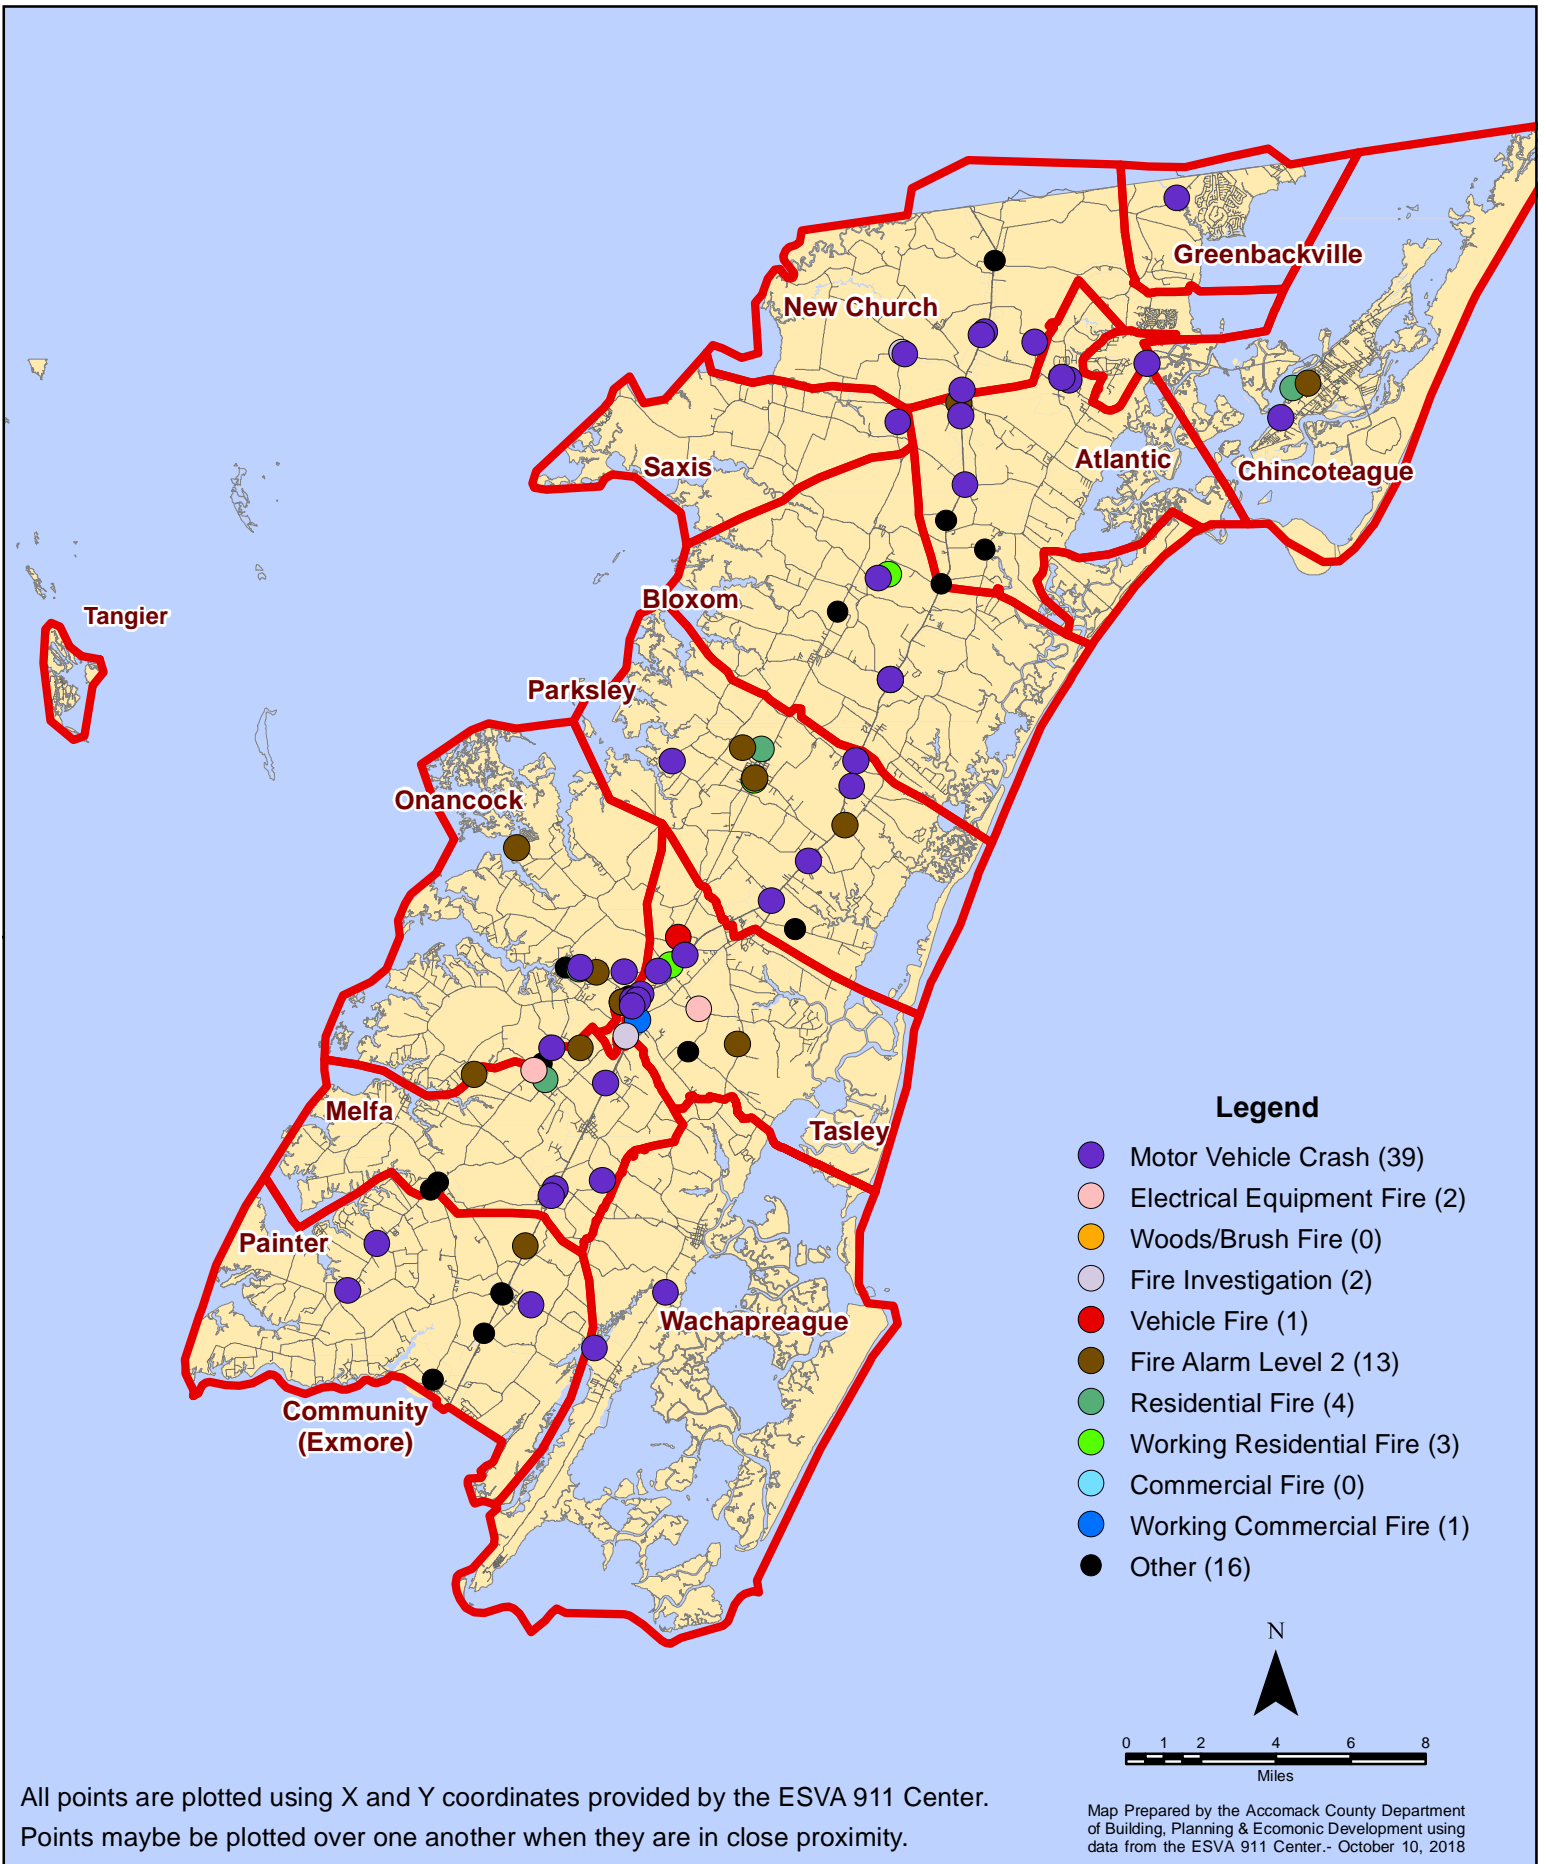 Greenbackville
New Church
Saxis
Atlantic
Chincoteague
Bloxom
Tangier
Parksley
Onancock
Melfa
Tasley
Painter
Wachapreague
Community
(Exmore)
Legend
Motor Vehicle Crash (39)
Electrical Equipment Fire (2)
Woods/Brush Fire (0)
Fire Investigation (2)
Vehicle Fire (1)
Fire Alarm Level 2 (13)
Residential Fire (4)
Working Residential Fire (3)
Commercial Fire (0)
Working Commercial Fire (1)
Other (16)
N
0 1 2 4 6 8
Miles
All points are plotted using X and Y coordinates provided by the ESVA 911 Center.
Points maybe be plotted over one another when they are in close proximity.
Map Prepared by the Accomack County Department
of Building, Planning & Ecomonic Development using
data from the ESVA 911 Center.- October 10, 2018